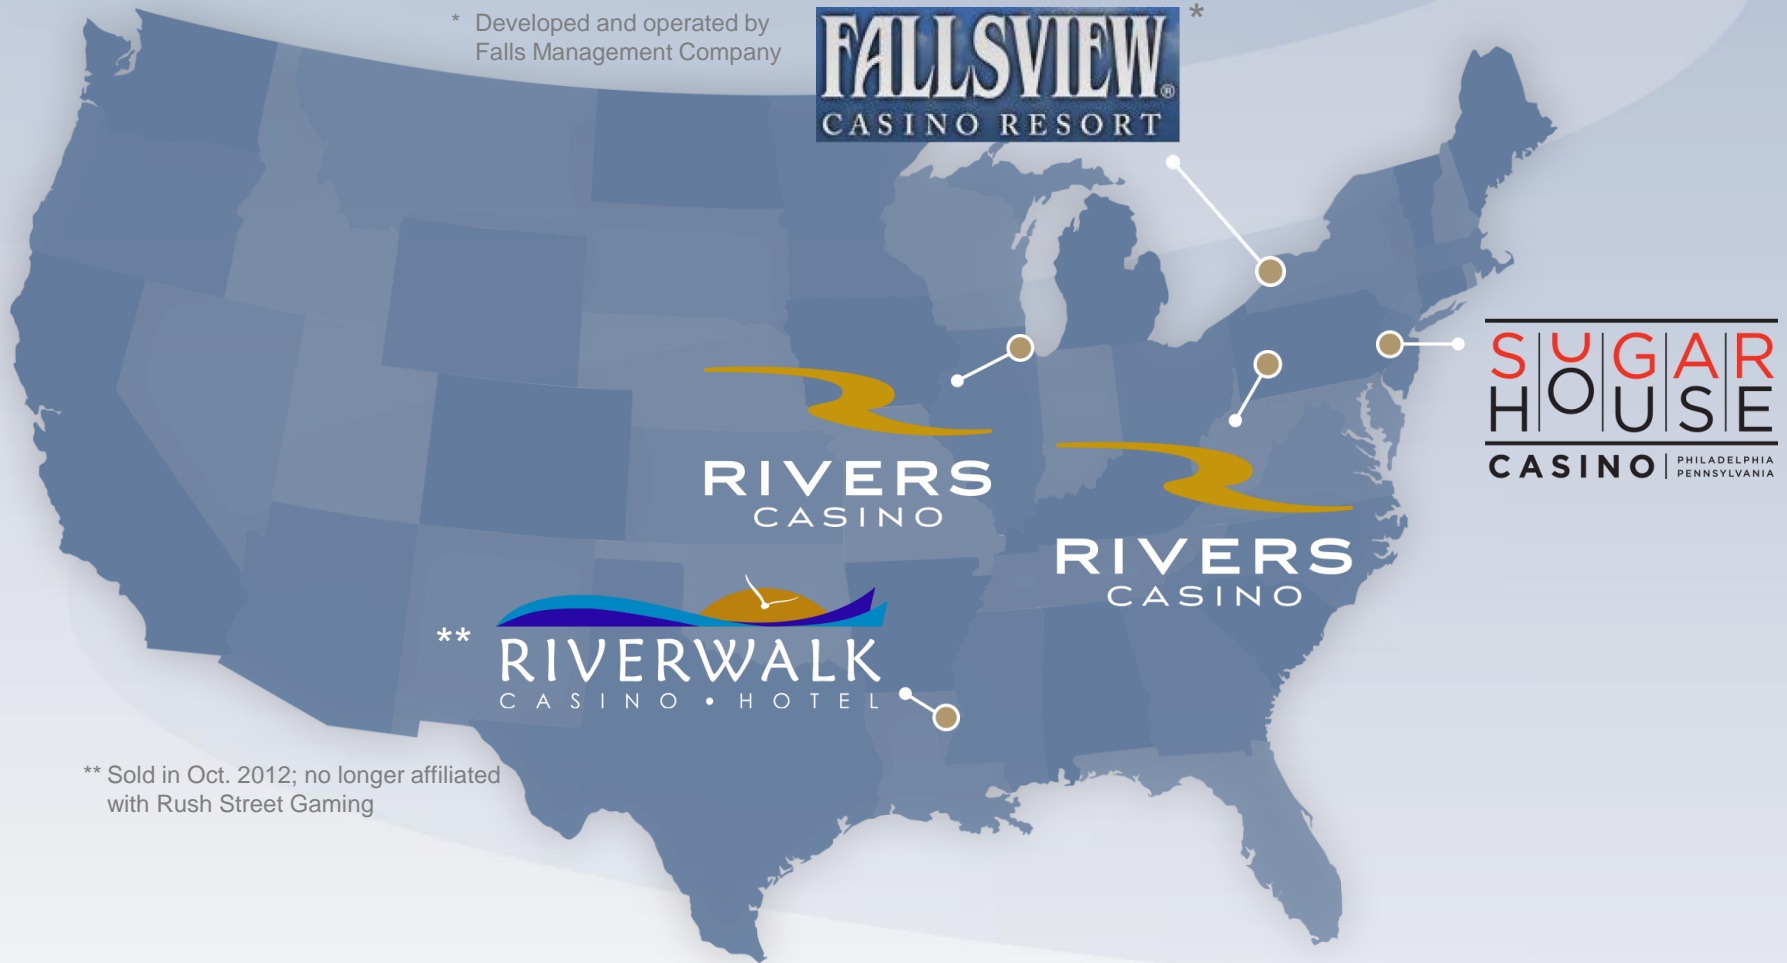 * Developed and operated by
Falls Management Company
FALLSVIEW® *
CASINO RESORT
SUGAR
HOUSE
CASINO | PHILADELPHIA
PENNSYLVANIA
RIVERS
CASINO
RIVERS
CASINO
** RIVERWALK
CASINO • HOTEL
** Sold in Oct. 2012; no longer affiliated
with Rush Street Gaming